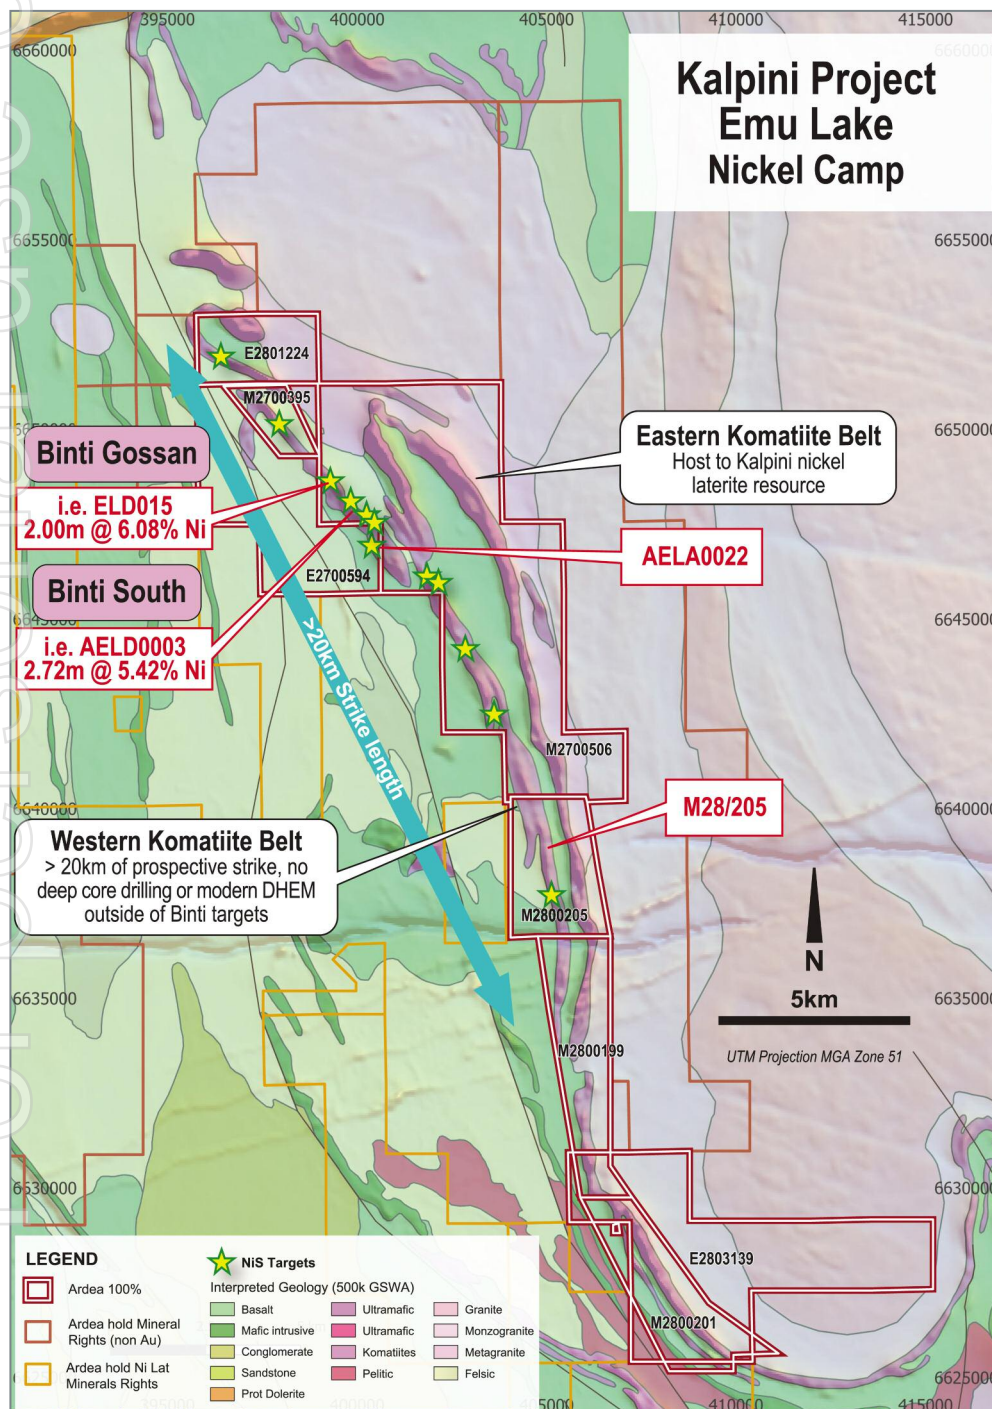 395000
400000
405000
410000
415000
6660000
6660000
Kalpini Project
Emu Lake
Nickel Camp
6655000
6655000
E2801224
M2700395
6650000
Binti Gossan
Eastern Komatiite Belt
Host to Kalpini nickel
laterite resource
i.e. ELD015
2.00m @ 6.08% Ni
AELA0022
E2700594
Binti South
6645000
i.e. AELD0003
2.72m @ 5.42% Ni
>20km Strike length
M2700506
M28/205
6640000
6640000
Western Komatiite Belt
> 20km of prospective strike, no
deep core drilling or modern DHEM
outside of Binti targets
M2800205
N
5km
6635000
6635000
M2800199
UTM Projection MGA Zone 51
6630000
6630000
LEGEND
Ardea 100%
Ardea hold Mineral
Rights (non Au)
Ardea hold Ni Lat
Minerals Rights
NiS Targets
Interpreted Geology (500k GSWA)
Basalt
Mafic intrusive
Conglomerate
Sandstone
Prot Dolerite
Ultramafic
Ultramafic
Komatiites
Pelitic
Granite
Monzogranite
Metagranite
Felsic
E2803139
M2800201
6625000
395000
400000
405000
410000
415000